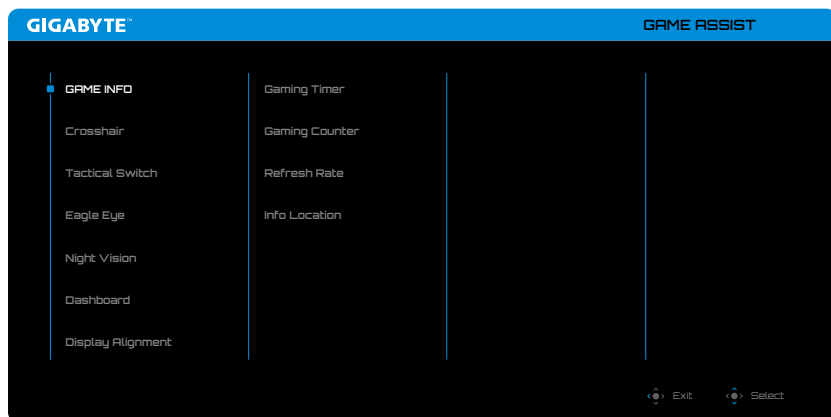 GIGABYTE™
GAME ASSIST
GAME INFO
Crosshair
Tactical Switch
Eagle Eye
Night Vision
Dashboard
Display Alignment
Gaming Timer
Gaming Counter
Refresh Rate
Info Location
Exit
Select